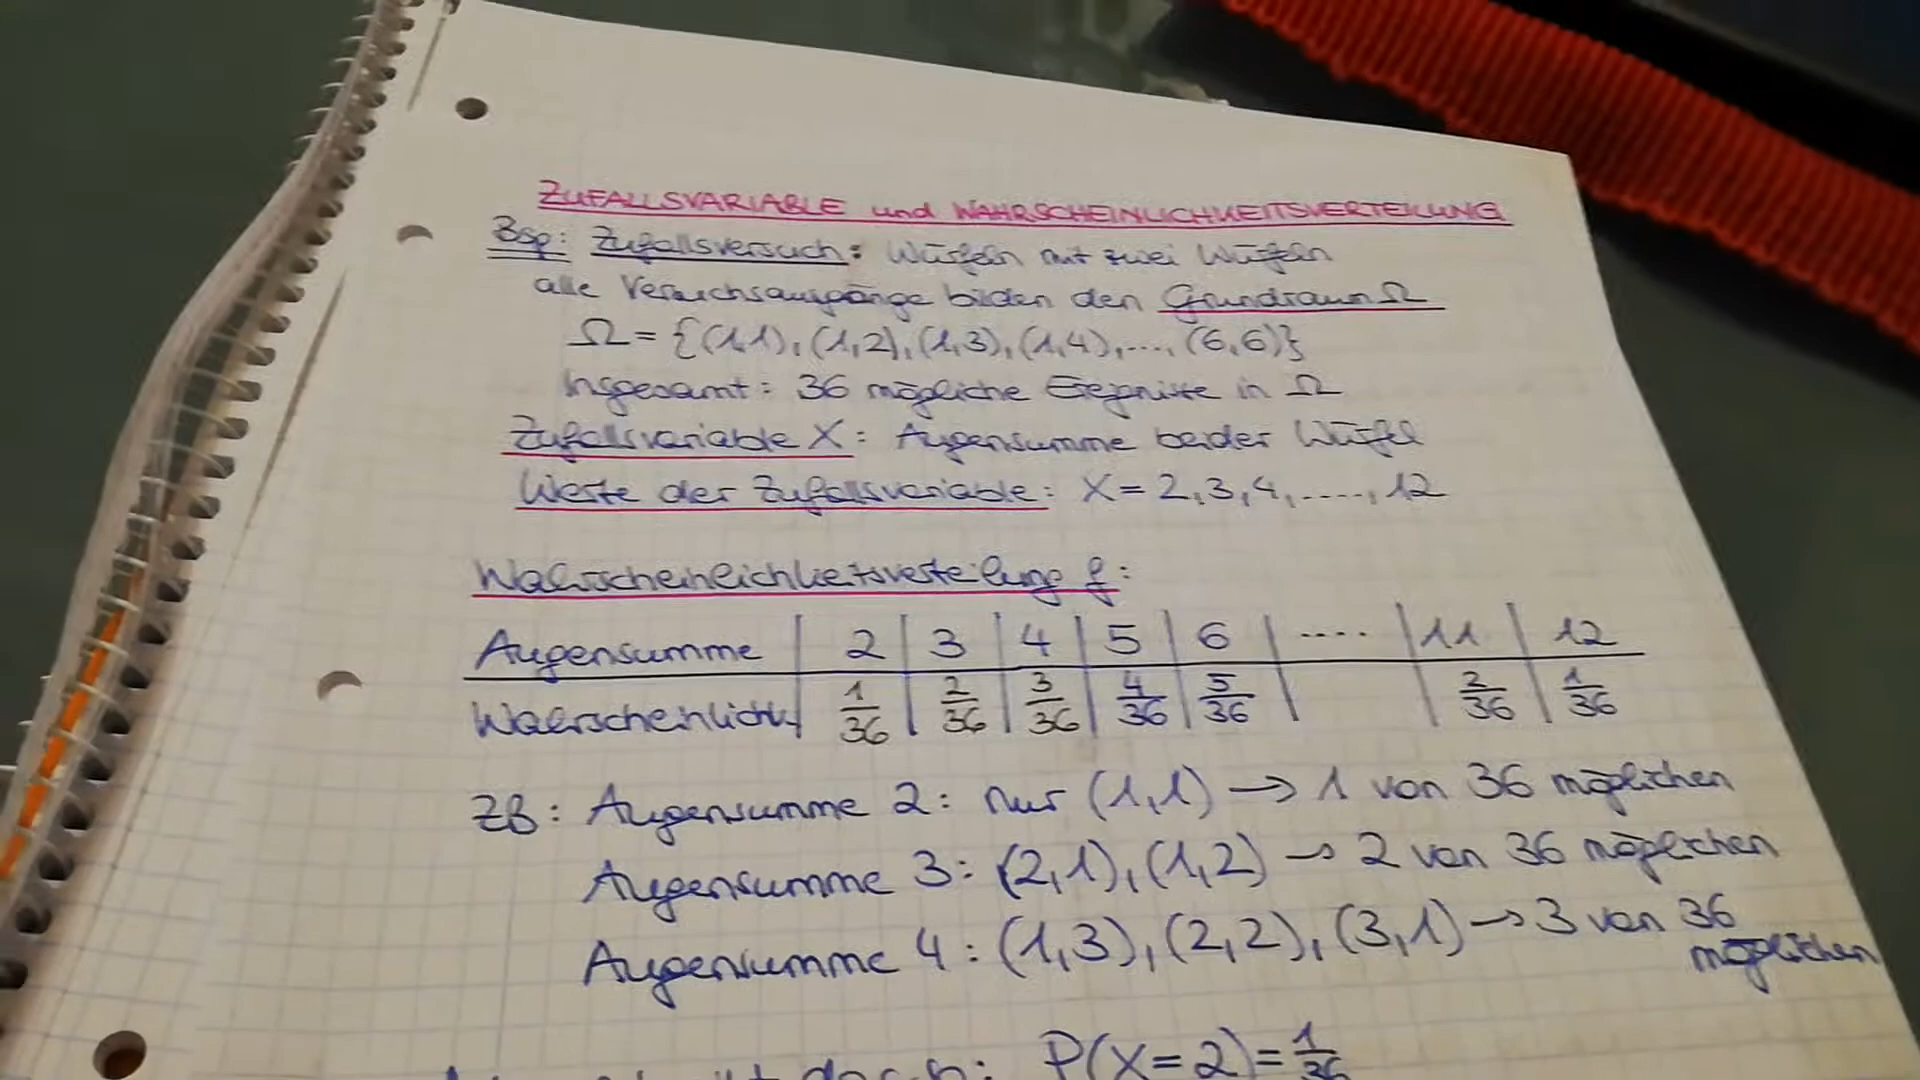 ZUFALLSVARIABLE und WAHRSCHEINLICHKEITSVERTEILUNG
Bsp: Zufallsversuch: Würfeln mit zwei Würfeln
alle Versuchsausgänge bilden den Grundraum Ω
Ω = {(1,1), (1,2), (1,3), (1,4), ...., (6,6)}
Insgesamt: 36 mögliche Ereignisse in Ω
Zufallsvariable X: Augensumme beider Würfel
Werte der Zufallsvariable: X = 2, 3, 4, ....., 12
Wahrscheinlichkeitsverteilung f:
Augensumme | 2 | 3 | 4 | 5 | 6 | .... | 11 | 12
Wahrscheinlichk. | 1/36 | 2/36 | 3/36 | 4/36 | 5/36 | | 2/36 | 1/36
ZB: Augensumme 2: nur (1,1) → 1 von 36 möglichen
Augensumme 3: (2,1), (1,2) → 2 von 36 möglichen
Augensumme 4: (1,3), (2,2), (3,1) → 3 von 36
möglichen
P(X=2) = 1/36